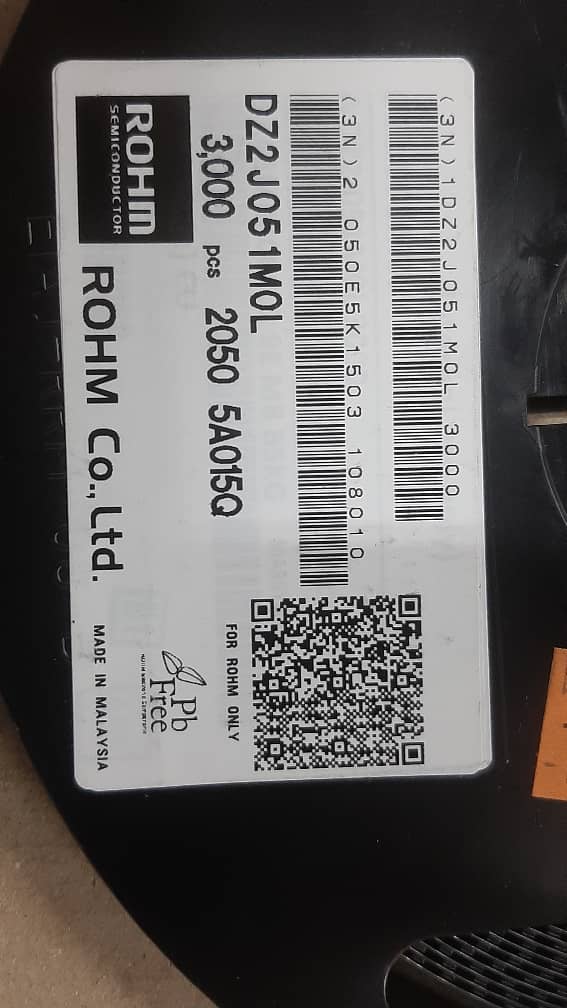 (3N)1DZ2J051M0L 3000
(3N)2 050E5K1503 108010
DZ2J051M0L
3,000 pcs 2050 5A015Q
FOR ROHM ONLY
Pb
Free
ROHM
SEMICONDUCTOR
ROHM Co., Ltd.
MADE IN MALAYSIA